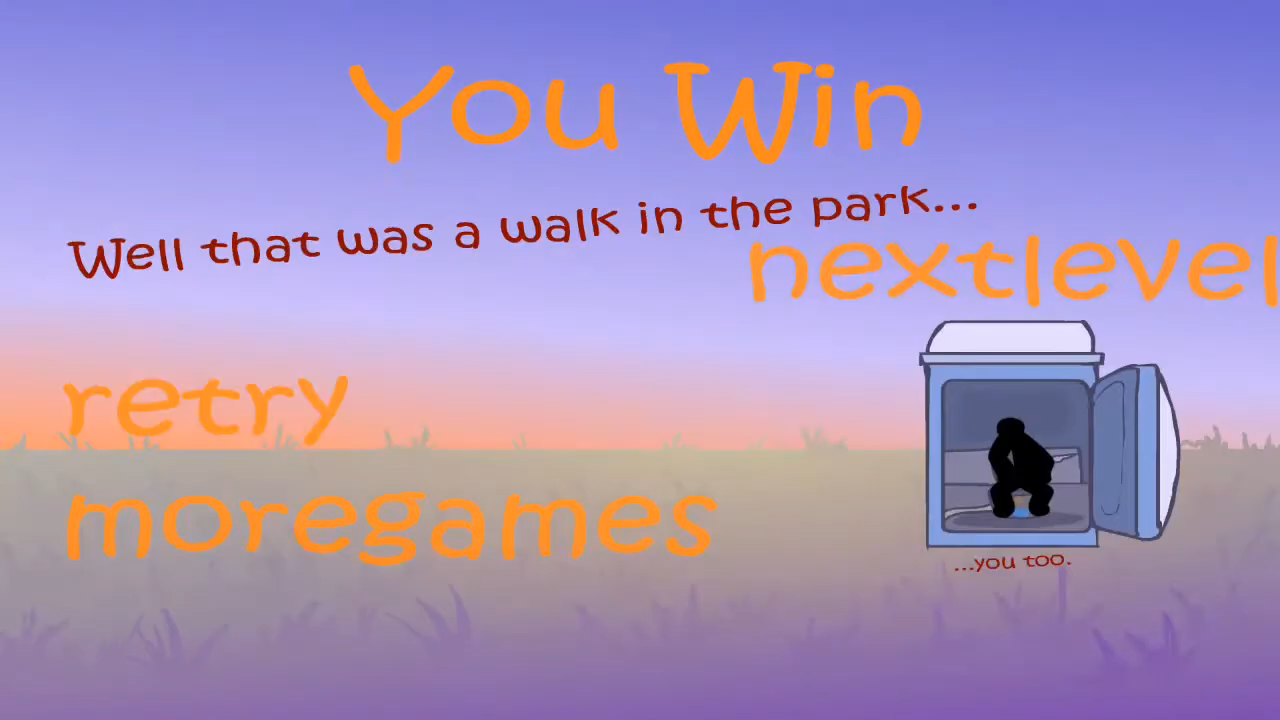 You Win
Well that was a walk in the park...
nextlevel
retry
moregames
...you too.